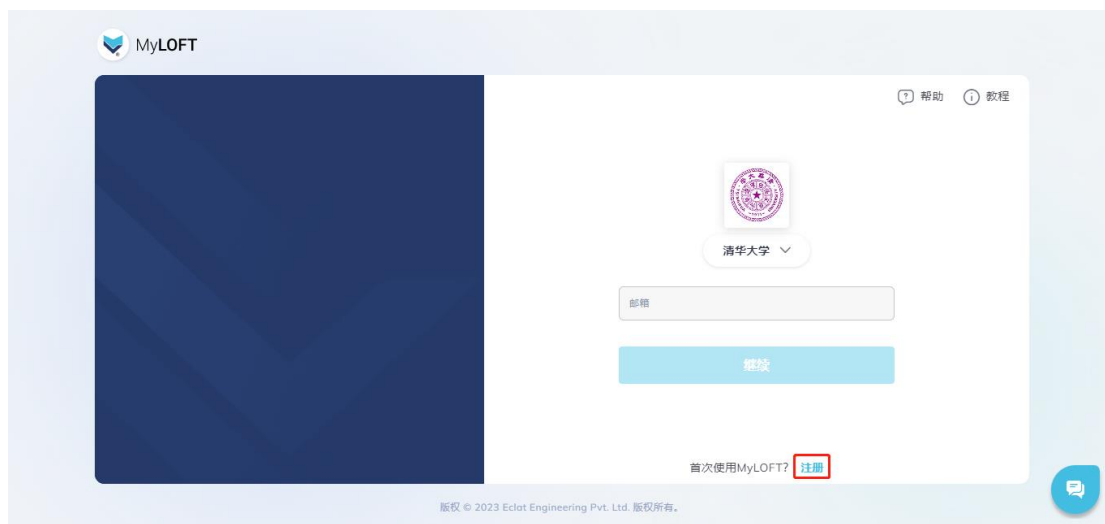 MyLOFT
帮助 教程
清华大学
邮箱
继续
首次使用MyLOFT? 注册
版权 © 2023 Eclat Engineering Pvt. Ltd. 版权所有。